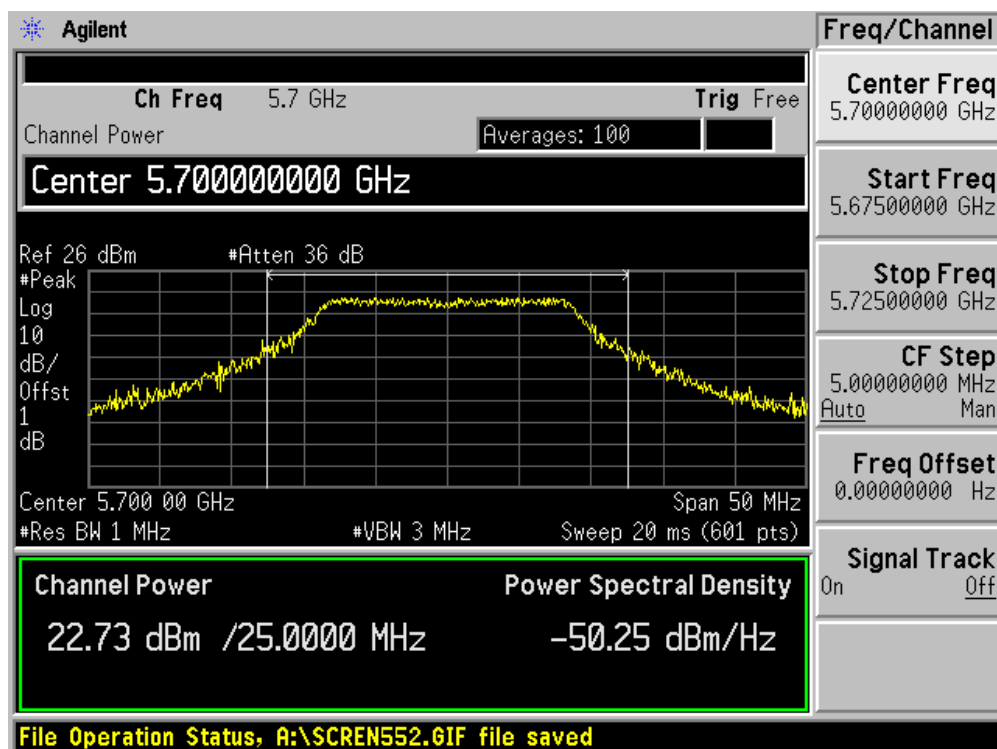 Agilent
Freq/Channel
Ch Freq 5.7 GHz Trig Free
Channel Power Averages: 100
Center 5.700000000 GHz
Ref 26 dBm #Atten 36 dB
#Peak
Log
10
dB/
Offst
1
dB
Center 5.700 00 GHz Span 50 MHz
#Res BW 1 MHz #VBW 3 MHz Sweep 20 ms (601 pts)
Channel Power Power Spectral Density
22.73 dBm /25.0000 MHz -50.25 dBm/Hz
Center Freq
5.70000000 GHz
Start Freq
5.67500000 GHz
Stop Freq
5.72500000 GHz
CF Step
5.00000000 MHz
Auto Man
Freq Offset
0.00000000 Hz
Signal Track
On Off
File Operation Status, A:\SCREN552.GIF file saved